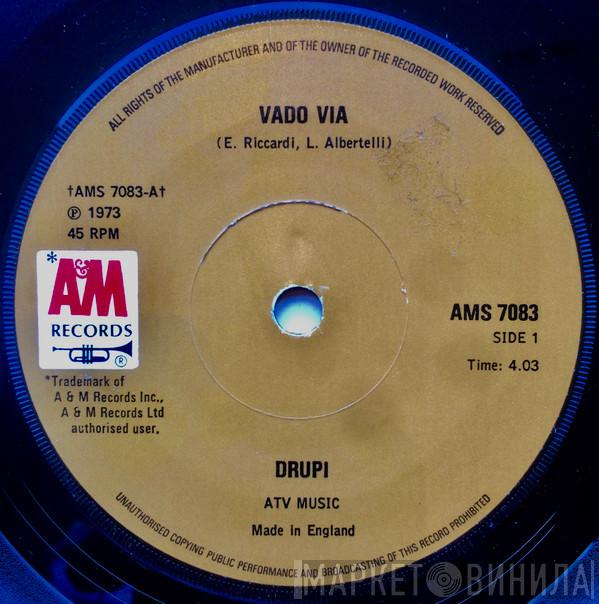 ALL RIGHTS OF THE MANUFACTURER AND OF THE OWNER OF THE RECORDED WORK RESERVED
VADO VIA
(E. Riccardi, L. Albertelli)
†AMS 7083-A†
℗ 1973
45 RPM
*
A&M
RECORDS
®
*Trademark of
A & M Records Inc.,
A & M Records Ltd
authorised user.
AMS 7083
SIDE 1
Time: 4.03
DRUPI
ATV MUSIC
Made in England
UNAUTHORISED COPYING PUBLIC PERFORMANCE AND BROADCASTING OF THIS RECORD PROHIBITED
МАРКЕТ ВИНИЛА